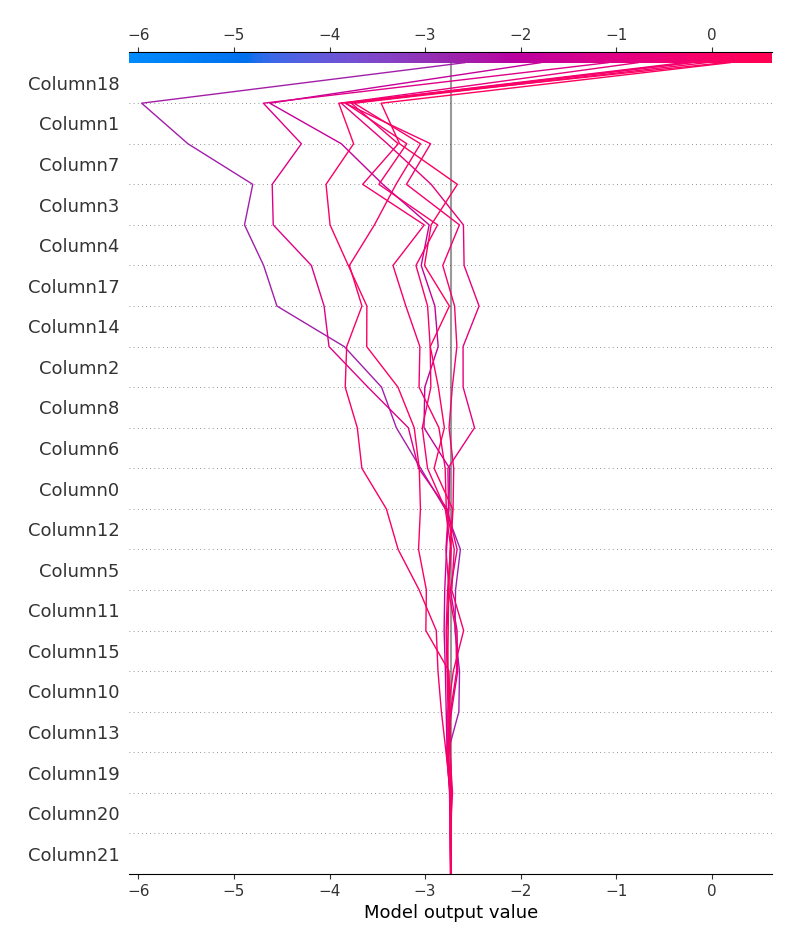 −6 −5 −4 −3 −2 −1 0
Column18
Column1
Column7
Column3
Column4
Column17
Column14
Column2
Column8
Column6
Column0
Column12
Column5
Column11
Column15
Column10
Column13
Column19
Column20
Column21
−6 −5 −4 −3 −2 −1 0
Model output value